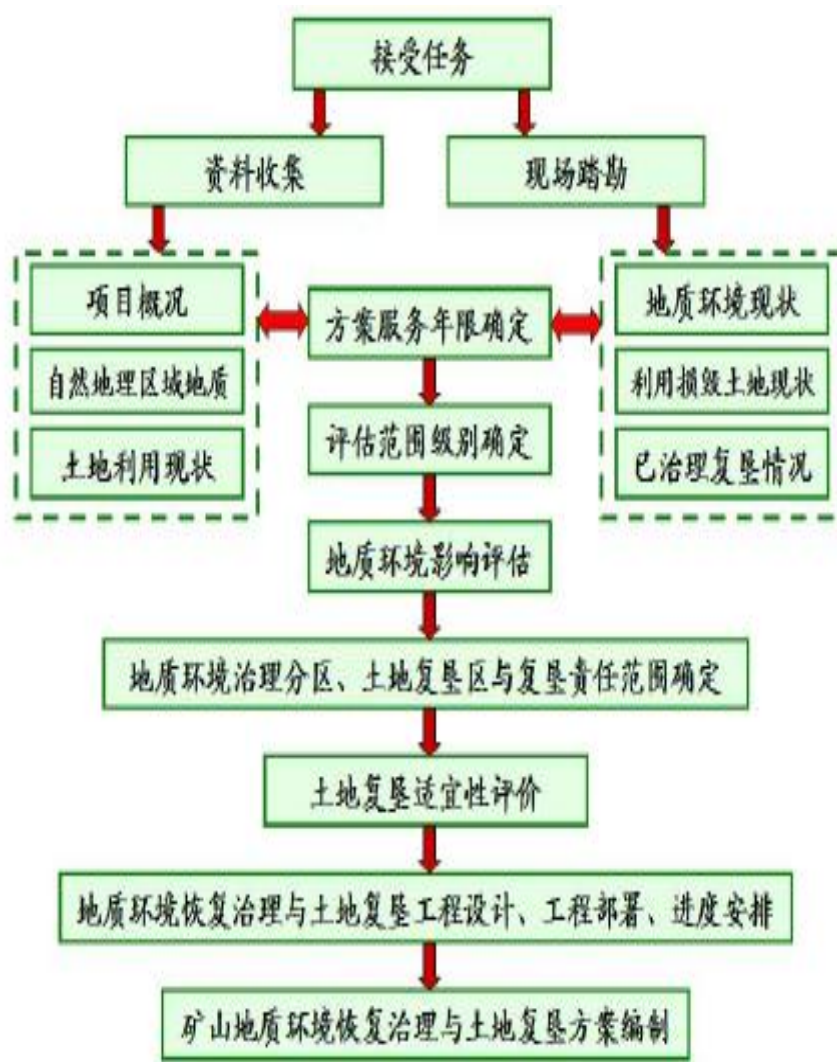 接受任务
资料收集
现场踏勘
项目概况
自然地理区域地质
土地利用现状
方案服务年限确定
地质环境现状
利用损毁土地现状
已治理复垦情况
评估范围级别确定
地质环境影响评估
地质环境治理分区、土地复垦区与复垦责任范围确定
土地复垦适宜性评价
地质环境恢复治理与土地复垦工程设计、工程部署、进度安排
矿山地质环境恢复治理与土地复垦方案编制